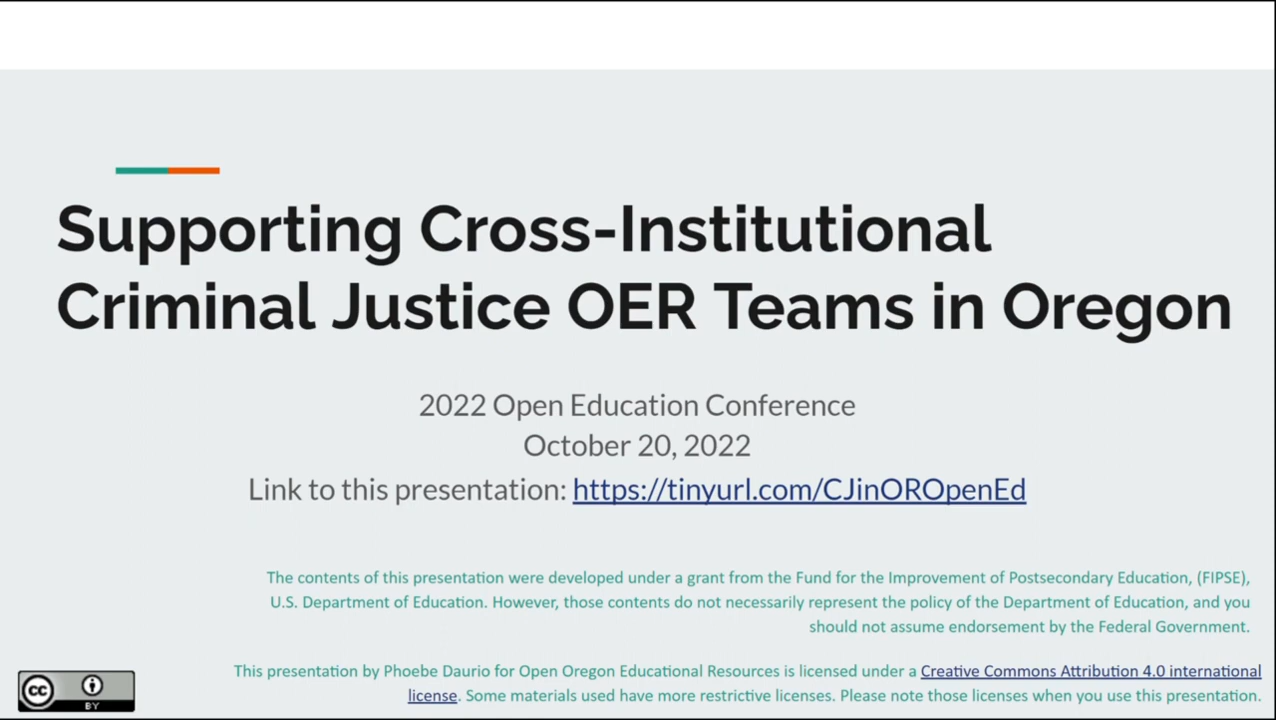 Supporting Cross-Institutional
Criminal Justice OER Teams in Oregon
2022 Open Education Conference
October 20, 2022
Link to this presentation: https://tinyurl.com/CJinOROpenEd
The contents of this presentation were developed under a grant from the Fund for the Improvement of Postsecondary Education, (FIPSE),
U.S. Department of Education. However, those contents do not necessarily represent the policy of the Department of Education, and you
should not assume endorsement by the Federal Government.
This presentation by Phoebe Daurio for Open Oregon Educational Resources is licensed under a Creative Commons Attribution 4.0 international
license. Some materials used have more restrictive licenses. Please note those licenses when you use this presentation.
cc
BY